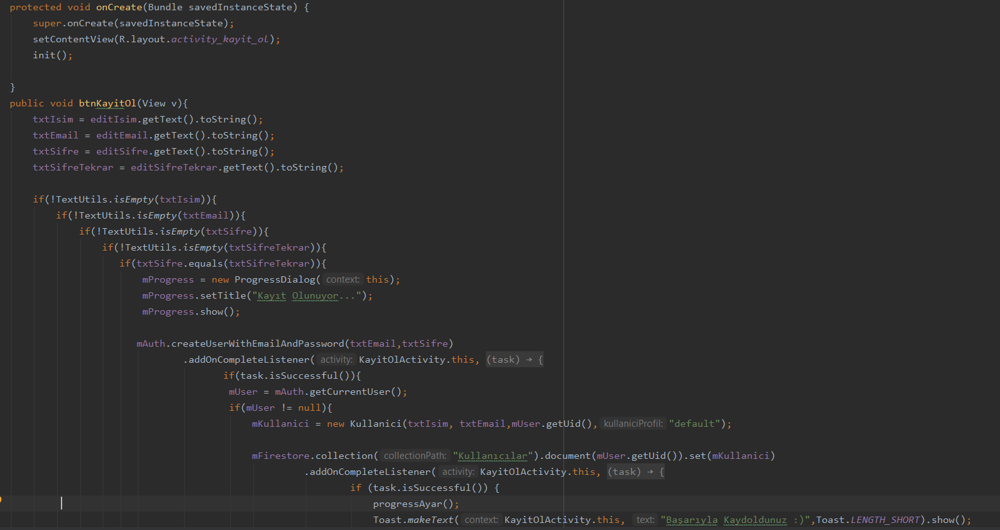 protected void onCreate(Bundle savedInstanceState) {
super.onCreate(savedInstanceState);
setContentView(R.layout.activity_kayit_ol);
init();
}
public void btnKayitOl(View v){
txtIsim = editIsim.getText().toString();
txtEmail = editEmail.getText().toString();
txtSifre = editSifre.getText().toString();
txtSifreTekrar = editSifreTekrar.getText().toString();
if(!TextUtils.isEmpty(txtIsim)){
if(!TextUtils.isEmpty(txtEmail)){
if(!TextUtils.isEmpty(txtSifre)){
if(!TextUtils.isEmpty(txtSifreTekrar)){
if(txtSifre.equals(txtSifreTekrar)){
mProgress = new ProgressDialog( context: this);
mProgress.setTitle("Kayıt Olunuyor...");
mProgress.show();
mAuth.createUserWithEmailAndPassword(txtEmail,txtSifre)
.addOnCompleteListener( activity: KayitOlActivity.this, (task) → {
if(task.isSuccessful()){
mUser = mAuth.getCurrentUser();
if(mUser != null){
mKullanici = new Kullanici(txtIsim, txtEmail,mUser.getUid(), kullaniciProfil: "default");
mFirestore.collection( collectionPath: "Kullanıcılar").document(mUser.getUid()).set(mKullanici)
.addOnCompleteListener( activity: KayitOlActivity.this, (task) → {
if (task.isSuccessful()) {
progressAyar();
Toast.makeText( context: KayitOlActivity.this, text: "Başarıyla Kaydoldunuz :)",Toast.LENGTH_SHORT).show();